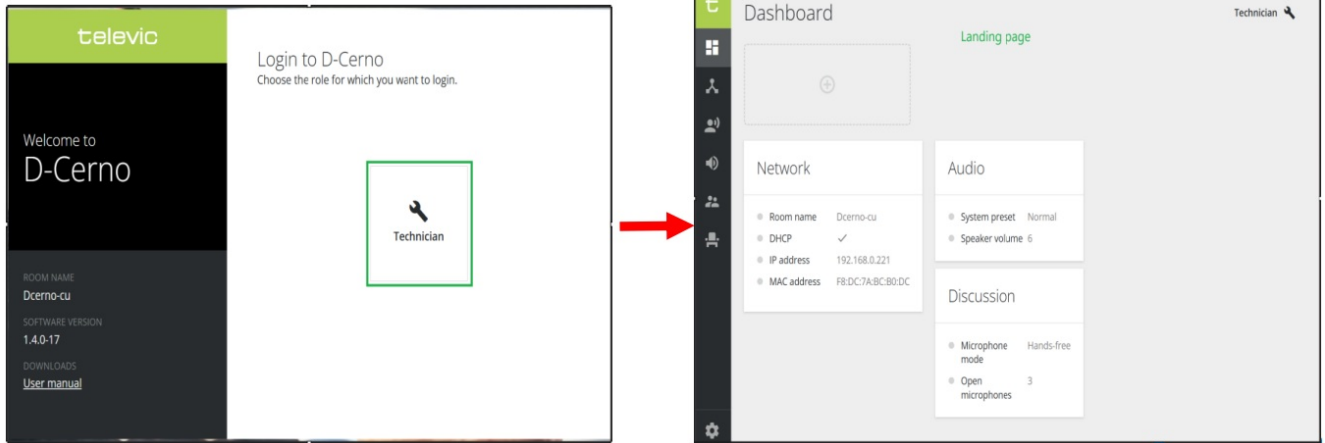 televic
Login to D-Cerno
Choose the role for which you want to login.
Welcome to
D-Cerno
Technician
ROOM NAME
Dcerno-cu
SOFTWARE VERSION
1.4.0-17
DOWNLOADS
User manual
t
Dashboard
Technician
Landing page
Network
Room name Dcerno-cu
DHCP ✓
IP address 192.168.0.221
MAC address F8:DC:7A:BC:B0:DC
Audio
System preset Normal
Speaker volume 6
Discussion
Microphone Hands-free
mode
Open 3
microphones